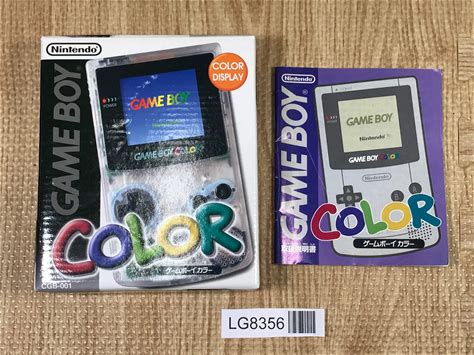 Nintendo
COLOR
DISPLAY
GAME BOY
POWER
GAME BOY
GAME BOY COLOR
COLOR
ゲームボーイ カラー
CGB-001
Nintendo
GAME BOY
GAME BOY
Nintendo
GAME BOY COLOR
Nintendo
COLOR
ゲームボーイ カラー
取扱説明書
LG8356